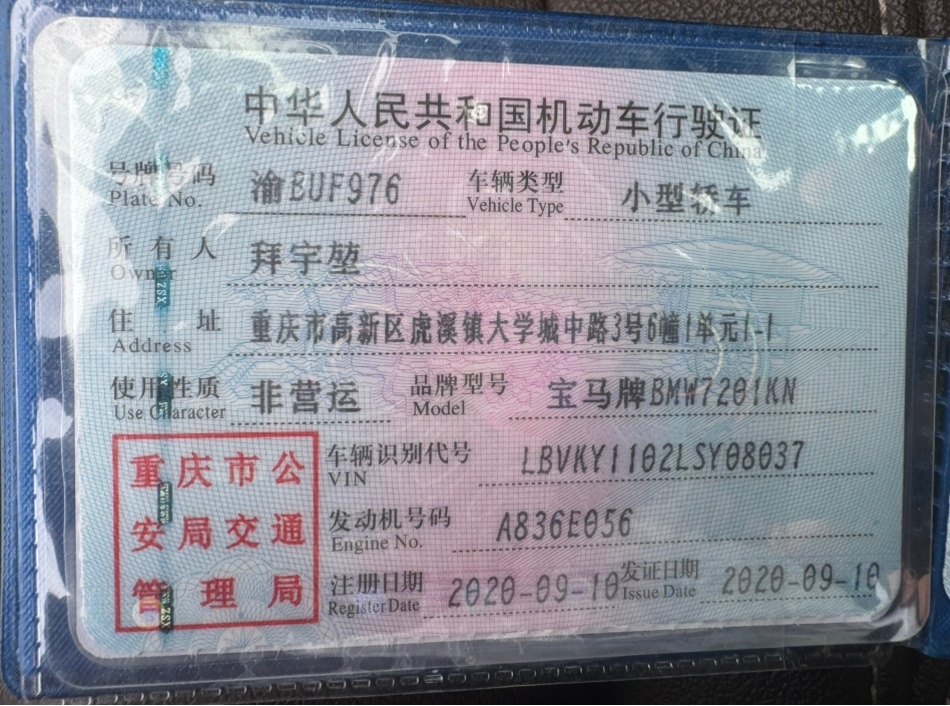 中华人民共和国机动车行驶证
Vehicle License of the People's Republic of China
号牌号码 渝BUF976 车辆类型 小型轿车
Plate No. Vehicle Type
所有人 拜宇堃
Owner
住址 重庆市高新区虎溪镇大学城中路3号6幢1单元1-1
Address
使用性质 非营运 品牌型号 宝马牌BMW7201KN
Use Character Model
重庆市公
安局交通
管理局
车辆识别代号 LBVKY1102LSY08037
VIN
发动机号码 A836E056
Engine No.
注册日期 2020-09-10 发证日期 2020-09-10
Register Date Issue Date